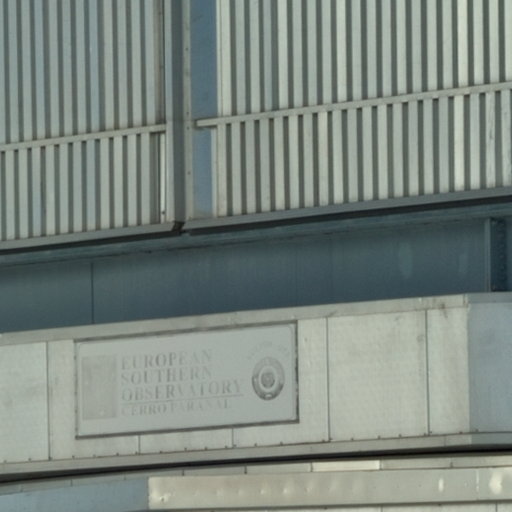 EUROPEAN
SOUTHERN
OBSERVATORY
CERRO PARANAL